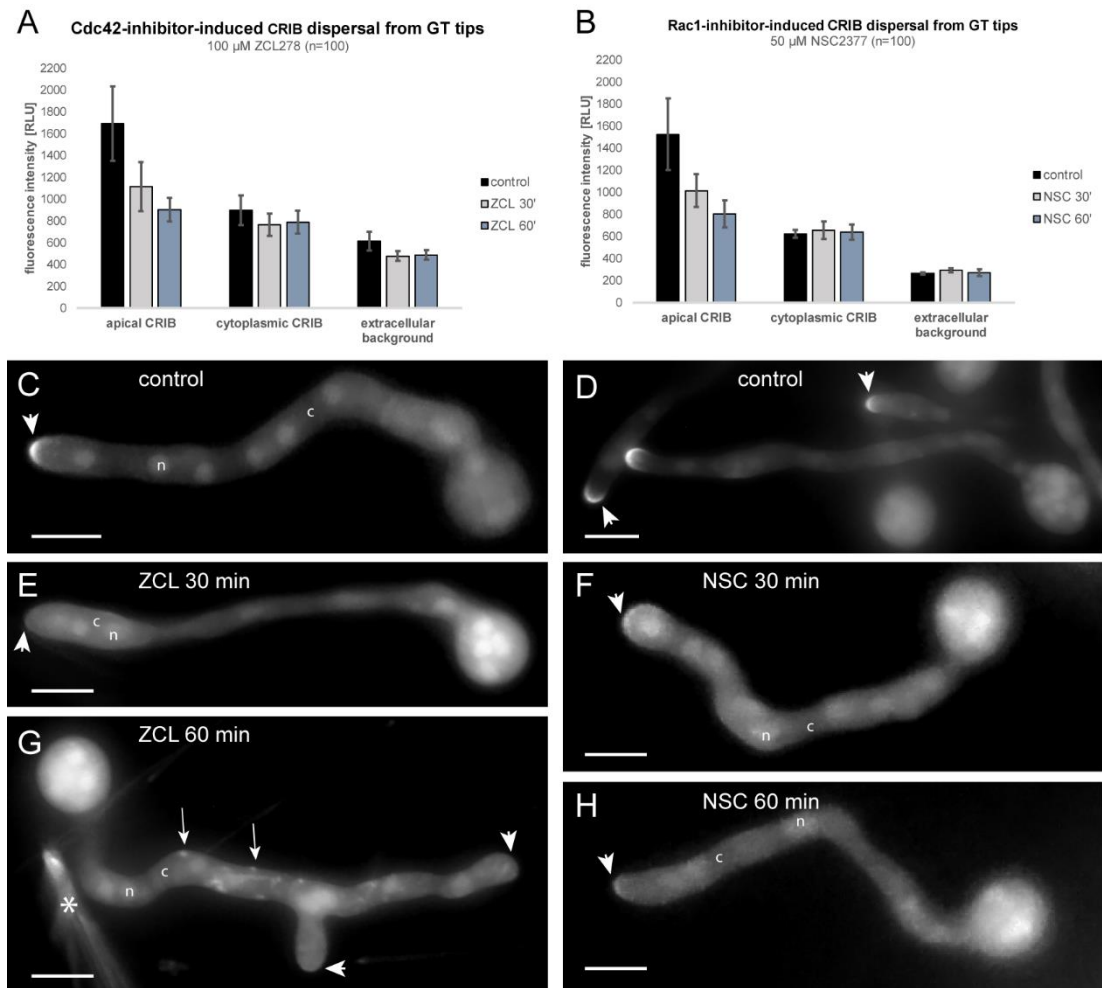 A
Cdc42-inhibitor-induced CRIB dispersal from GT tips
100 µM ZCL278 (n=100)
fluorescence intensity [RLU]
2200
2000
1800
1600
1400
1200
1000
800
600
400
200
0
apical CRIB
cytoplasmic CRIB
extracellular
background
control
ZCL 30'
ZCL 60'
B
Rac1-inhibitor-induced CRIB dispersal from GT tips
50 µM NSC2377 (n=100)
fluorescence intensity [RLU]
2200
2000
1800
1600
1400
1200
1000
800
600
400
200
0
apical CRIB
cytoplasmic CRIB
extracellular
background
control
NSC 30'
NSC 60'
C
control
c
n
D
control
E
ZCL 30 min
c
n
F
NSC 30 min
c
n
G
ZCL 60 min
c
n
*
H
NSC 60 min
n
c